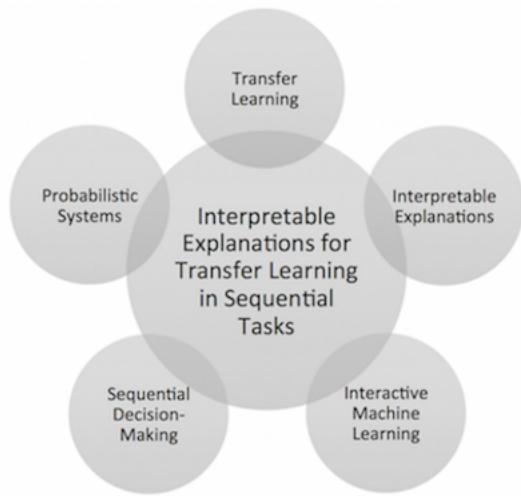 Transfer
Learning
Probabilistic
Systems
Interpretable
Explanations
Interpretable
Explanations for
Transfer Learning
in Sequential
Tasks
Sequential
Decision-
Making
Interactive
Machine
Learning